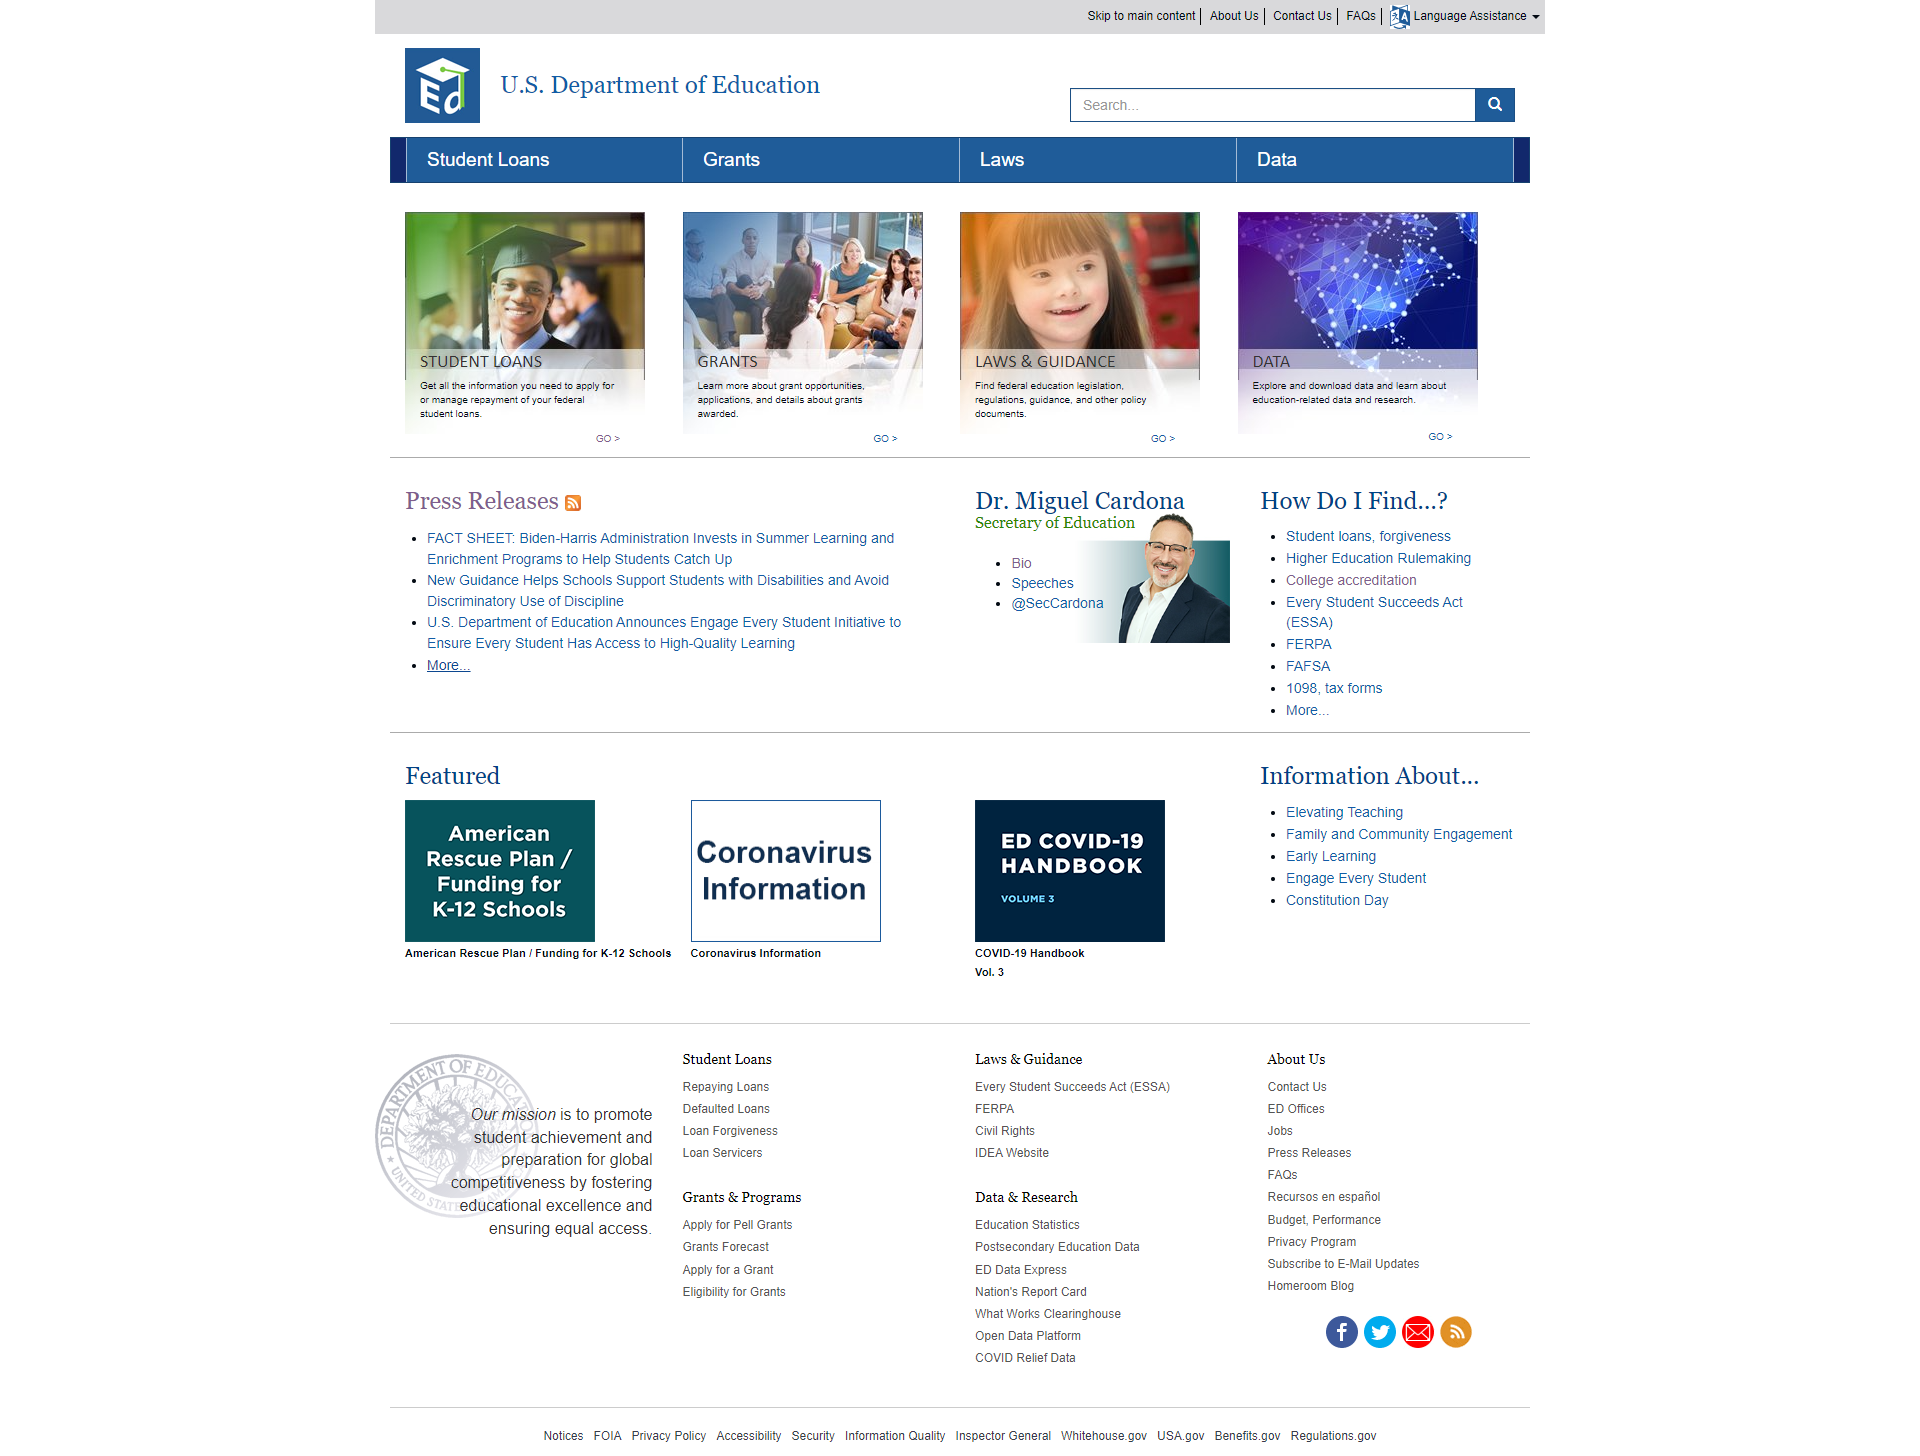 Skip to main content
About Us
Contact Us
FAQs
Language Assistance
Ed
U.S. Department of Education
Search...
Student Loans
Grants
Laws
Data
STUDENT LOANS
Get all the information you need to apply for
or manage repayment of your federal
student loans.
GO >
GRANTS
Learn more about grant opportunities,
applications, and details about grants
awarded.
GO >
LAWS & GUIDANCE
Find federal education legislation,
regulations, guidance, and other policy
documents.
GO >
DATA
Explore and download data and learn about
education-related data and research.
GO >
Press Releases
FACT SHEET: Biden-Harris Administration Invests in Summer Learning and
Enrichment Programs to Help Students Catch Up
New Guidance Helps Schools Support Students with Disabilities and Avoid
Discriminatory Use of Discipline
U.S. Department of Education Announces Engage Every Student Initiative to
Ensure Every Student Has Access to High-Quality Learning
More...
Dr. Miguel Cardona
Secretary of Education
Bio
Speeches
@SecCardona
How Do I Find...?
Student loans, forgiveness
Higher Education Rulemaking
College accreditation
Every Student Succeeds Act
(ESSA)
FERPA
FAFSA
1098, tax forms
More...
Featured
American
Rescue Plan /
Funding for
K-12 Schools
American Rescue Plan / Funding for K-12 Schools
Coronavirus
Information
Coronavirus Information
ED COVID-19
HANDBOOK
VOLUME 3
COVID-19 Handbook
Vol. 3
Information About...
Elevating Teaching
Family and Community Engagement
Early Learning
Engage Every Student
Constitution Day
Our mission is to promote
student achievement and
preparation for global
competitiveness by fostering
educational excellence and
ensuring equal access.
Student Loans
Repaying Loans
Defaulted Loans
Loan Forgiveness
Loan Servicers
Grants & Programs
Apply for Pell Grants
Grants Forecast
Apply for a Grant
Eligibility for Grants
Laws & Guidance
Every Student Succeeds Act (ESSA)
FERPA
Civil Rights
IDEA Website
Data & Research
Education Statistics
Postsecondary Education Data
ED Data Express
Nation's Report Card
What Works Clearinghouse
Open Data Platform
COVID Relief Data
About Us
Contact Us
ED Offices
Jobs
Press Releases
FAQs
Recursos en español
Budget, Performance
Privacy Program
Subscribe to E-Mail Updates
Homeroom Blog
Notices FOIA Privacy Policy Accessibility Security Information Quality Inspector General Whitehouse.gov USA.gov Benefits.gov Regulations.gov